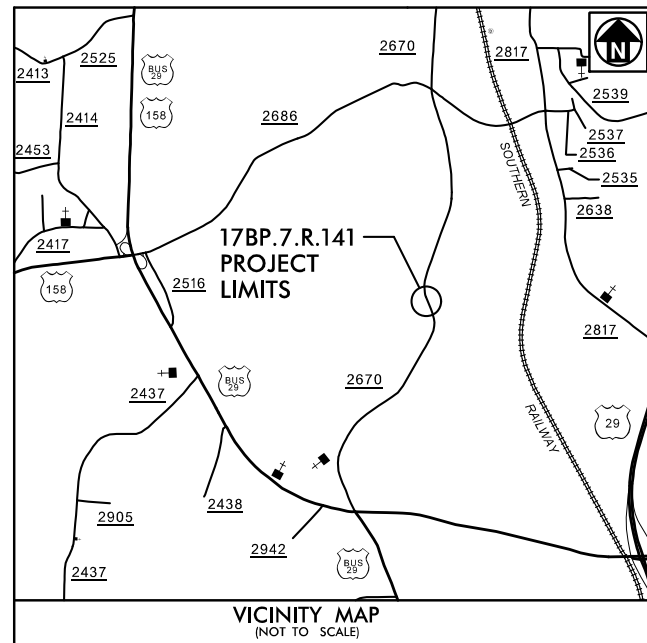 2670
2817
N
2525
2413
BUS
29
2539
158
2414
2686
2537
2453
2536
SOUTHERN
2535
2638
17BP.7.R.141
PROJECT
LIMITS
2417
2516
158
2817
2437
BUS
29
2670
29
RAILWAY
2905
2438
2942
BUS
29
2437
VICINITY MAP
(NOT TO SCALE)